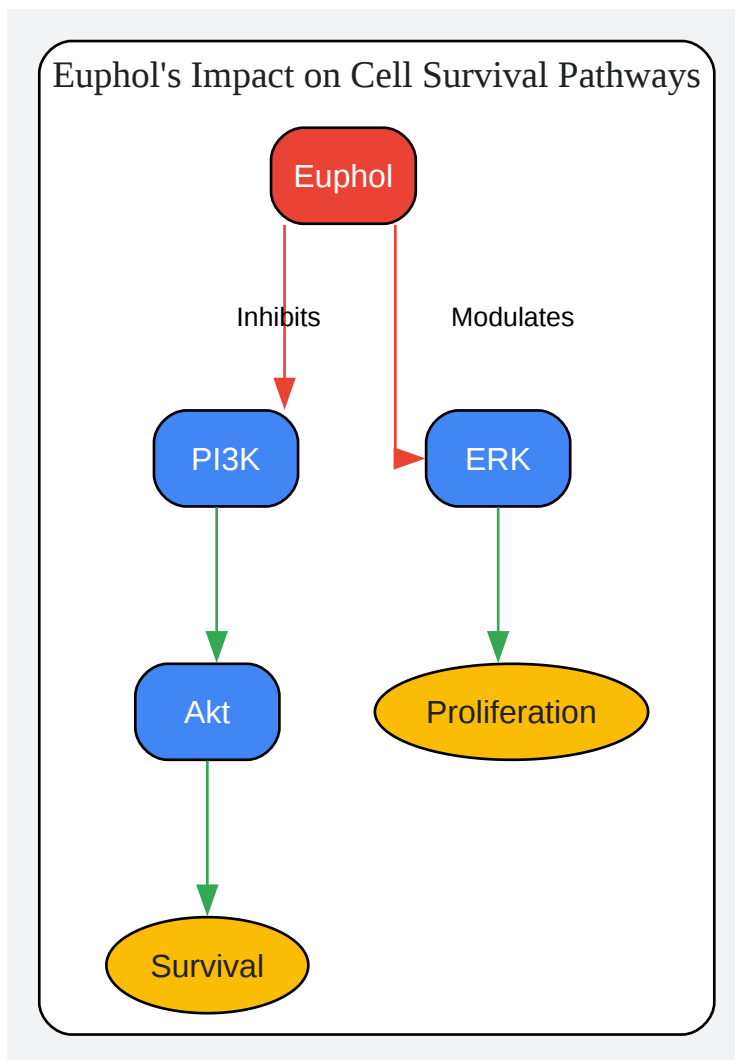 Euphol's Impact on Cell Survival Pathways
Euphol
Inhibits
Modulates
PI3K
ERK
Akt
Proliferation
Survival